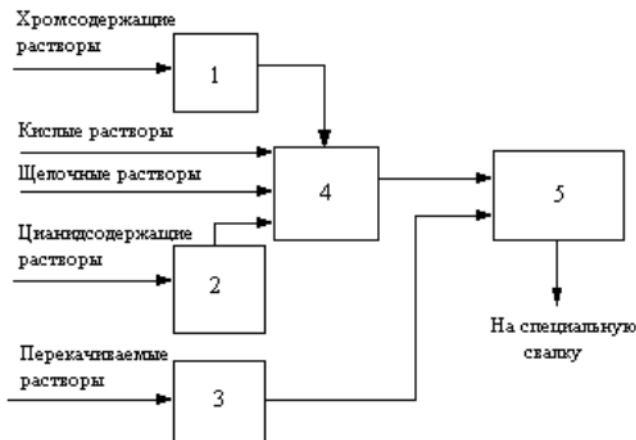 Хромсодержащие
растворы
1
Кислые растворы
Щелочные растворы
4
5
Цианидсодержащие
растворы
2
На специальную
свалку
Перекачиваемые
растворы
3